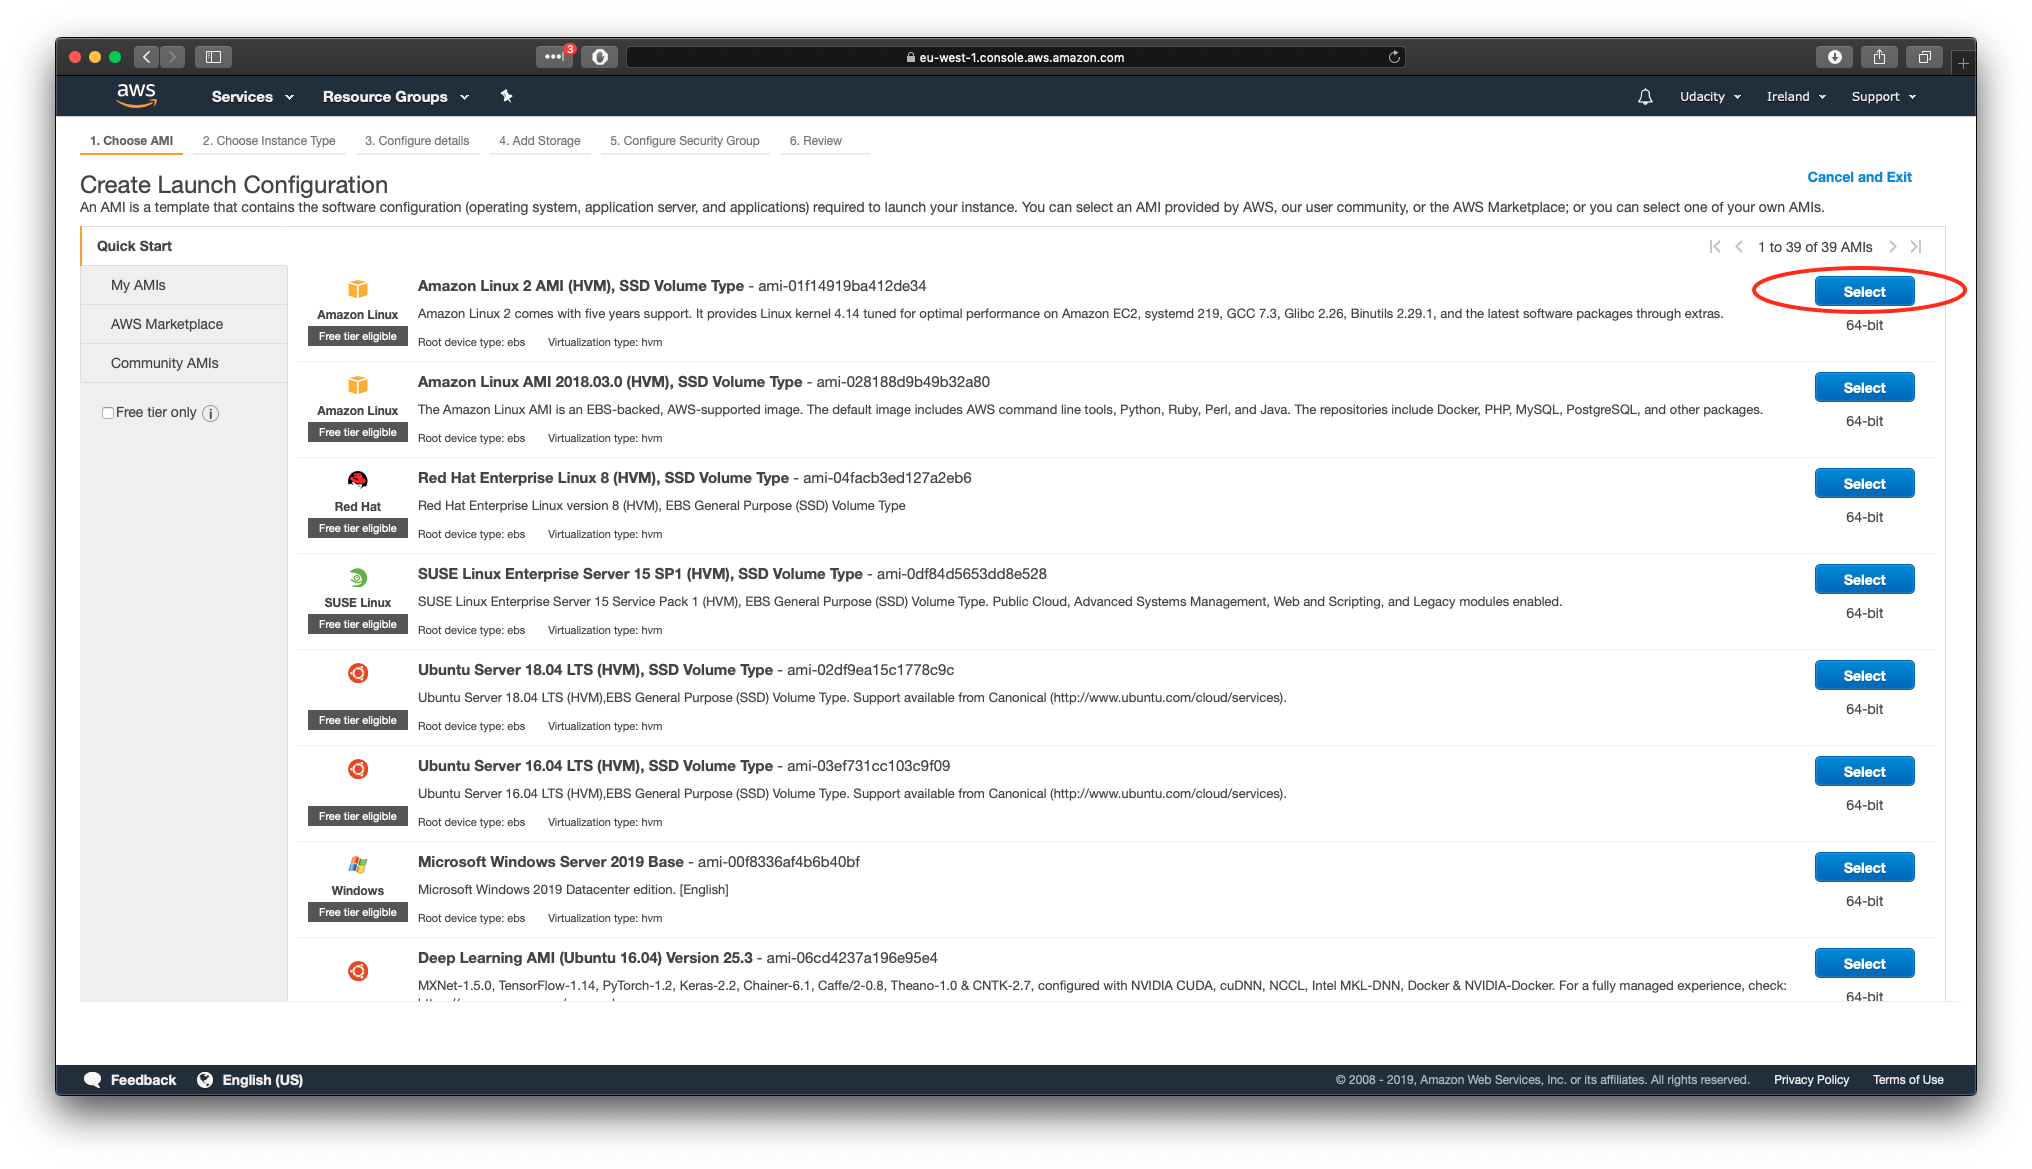 3
eu-west-1.console.aws.amazon.com
aws Services Resource Groups Udacity Ireland Support
1. Choose AMI 2. Choose Instance Type 3. Configure details 4. Add Storage 5. Configure Security Group 6. Review
Create Launch Configuration
Cancel and Exit
An AMI is a template that contains the software configuration (operating system, application server, and applications) required to launch your instance. You can select an AMI provided by AWS, our user community, or the AWS Marketplace; or you can select one of your own AMIs.
Quick Start
My AMIs
AWS Marketplace
Community AMIs
Free tier only
1 to 39 of 39 AMIs
Amazon Linux
Free tier eligible
Amazon Linux 2 AMI (HVM), SSD Volume Type - ami-01f14919ba412de34
Amazon Linux 2 comes with five years support. It provides Linux kernel 4.14 tuned for optimal performance on Amazon EC2, systemd 219, GCC 7.3, Glibc 2.26, Binutils 2.29.1, and the latest software packages through extras.
Root device type: ebs Virtualization type: hvm
Select
64-bit
Amazon Linux
Free tier eligible
Amazon Linux AMI 2018.03.0 (HVM), SSD Volume Type - ami-028188d9b49b32a80
The Amazon Linux AMI is an EBS-backed, AWS-supported image. The default image includes AWS command line tools, Python, Ruby, Perl, and Java. The repositories include Docker, PHP, MySQL, PostgreSQL, and other packages.
Root device type: ebs Virtualization type: hvm
Select
64-bit
Red Hat
Free tier eligible
Red Hat Enterprise Linux 8 (HVM), SSD Volume Type - ami-04facb3ed127a2eb6
Red Hat Enterprise Linux version 8 (HVM), EBS General Purpose (SSD) Volume Type
Root device type: ebs Virtualization type: hvm
Select
64-bit
SUSE Linux
Free tier eligible
SUSE Linux Enterprise Server 15 SP1 (HVM), SSD Volume Type - ami-0df84d5653dd8e528
SUSE Linux Enterprise Server 15 Service Pack 1 (HVM), EBS General Purpose (SSD) Volume Type. Public Cloud, Advanced Systems Management, Web and Scripting, and Legacy modules enabled.
Root device type: ebs Virtualization type: hvm
Select
64-bit
Free tier eligible
Ubuntu Server 18.04 LTS (HVM), SSD Volume Type - ami-02df9ea15c1778c9c
Ubuntu Server 18.04 LTS (HVM),EBS General Purpose (SSD) Volume Type. Support available from Canonical (http://www.ubuntu.com/cloud/services).
Root device type: ebs Virtualization type: hvm
Select
64-bit
Free tier eligible
Ubuntu Server 16.04 LTS (HVM), SSD Volume Type - ami-03ef731cc103c9f09
Ubuntu Server 16.04 LTS (HVM),EBS General Purpose (SSD) Volume Type. Support available from Canonical (http://www.ubuntu.com/cloud/services).
Root device type: ebs Virtualization type: hvm
Select
64-bit
Windows
Free tier eligible
Microsoft Windows Server 2019 Base - ami-00f8336af4b6b40bf
Microsoft Windows 2019 Datacenter edition. [English]
Root device type: ebs Virtualization type: hvm
Select
64-bit
Deep Learning AMI (Ubuntu 16.04) Version 25.3 - ami-06cd4237a196e95e4
MXNet-1.5.0, TensorFlow-1.14, PyTorch-1.2, Keras-2.2, Chainer-6.1, Caffe/2-0.8, Theano-1.0 & CNTK-2.7, configured with NVIDIA CUDA, cuDNN, NCCL, Intel MKL-DNN, Docker & NVIDIA-Docker. For a fully managed experience, check:
Select
64-bit
Feedback English (US) © 2008 - 2019, Amazon Web Services, Inc. or its affiliates. All rights reserved. Privacy Policy Terms of Use